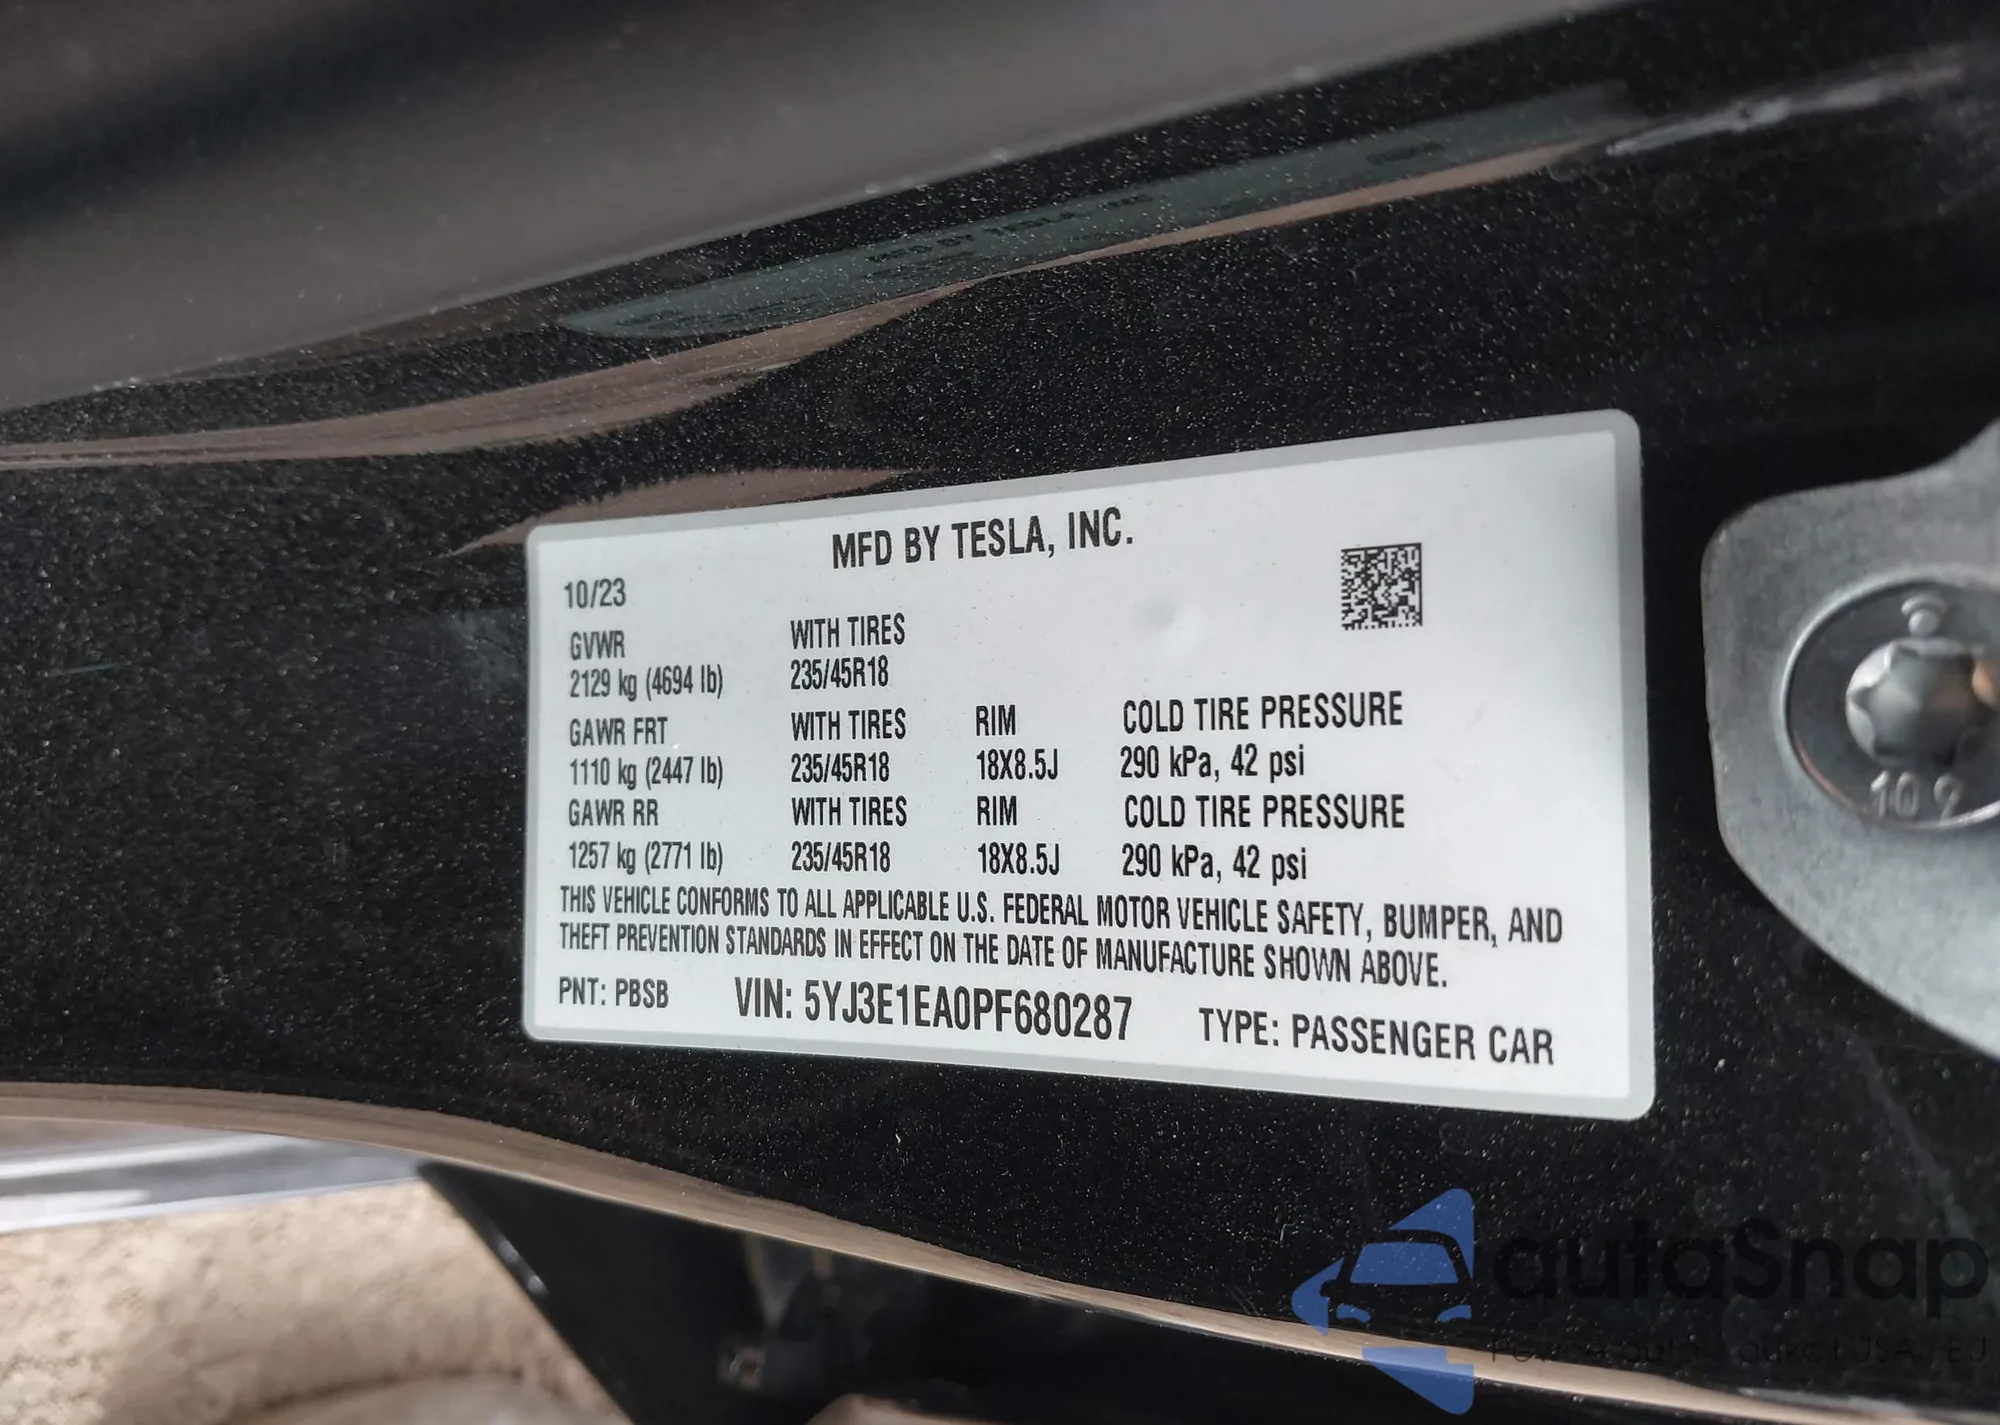 MFD BY TESLA, INC.
10/23
GVWR WITH TIRES
2129 kg (4694 lb) 235/45R18
GAWR FRT WITH TIRES RIM COLD TIRE PRESSURE
1110 kg (2447 lb) 235/45R18 18X8.5J 290 kPa, 42 psi
GAWR RR WITH TIRES RIM COLD TIRE PRESSURE
1257 kg (2771 lb) 235/45R18 18X8.5J 290 kPa, 42 psi
THIS VEHICLE CONFORMS TO ALL APPLICABLE U.S. FEDERAL MOTOR VEHICLE SAFETY, BUMPER, AND
THEFT PREVENTION STANDARDS IN EFFECT ON THE DATE OF MANUFACTURE SHOWN ABOVE.
PNT: PBSB VIN: 5YJ3E1EA0PF680287 TYPE: PASSENGER CAR
10 9
autaSnap